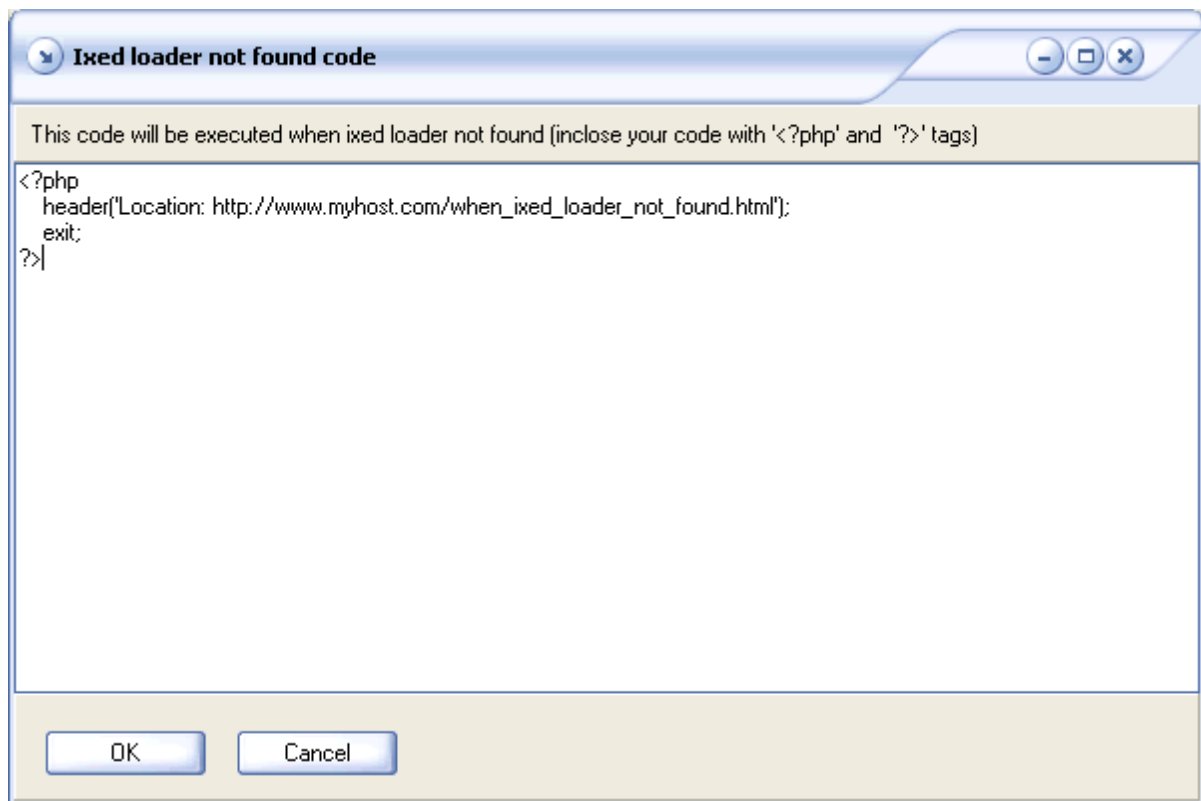 Ixed loader not found code
This code will be executed when ixed loader not found (inclose your code with '<?php' and '?>' tags)
<?php
header('Location: http://www.myhost.com/when_ixed_loader_not_found.html');
exit;
?>
OK
Cancel